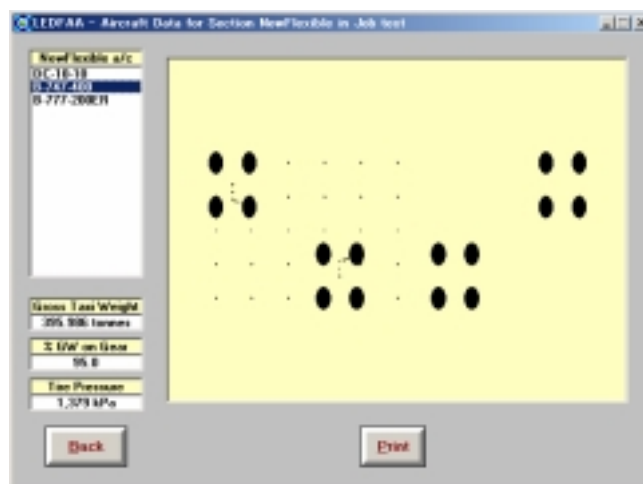 LEDFAA - Aircraft Data for Section NewFlexible in Job test
NewFlexible a/c
DC-10-10
B-747-400
B-777-200ER
Gross Taxi Weight
395.986 tonnes
% GW on Gear
95.0
Tire Pressure
1,379 kPa
Back
Print